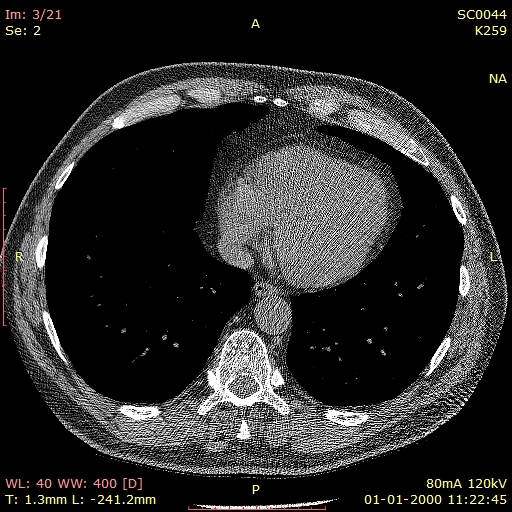 Im: 3/21
Se: 2
A
SC0044
K259
NA
R
L
WL: 40 WW: 400 [D]
T: 1.3mm L: -241.2mm
P
80mA 120kV
01-01-2000 11:22:45